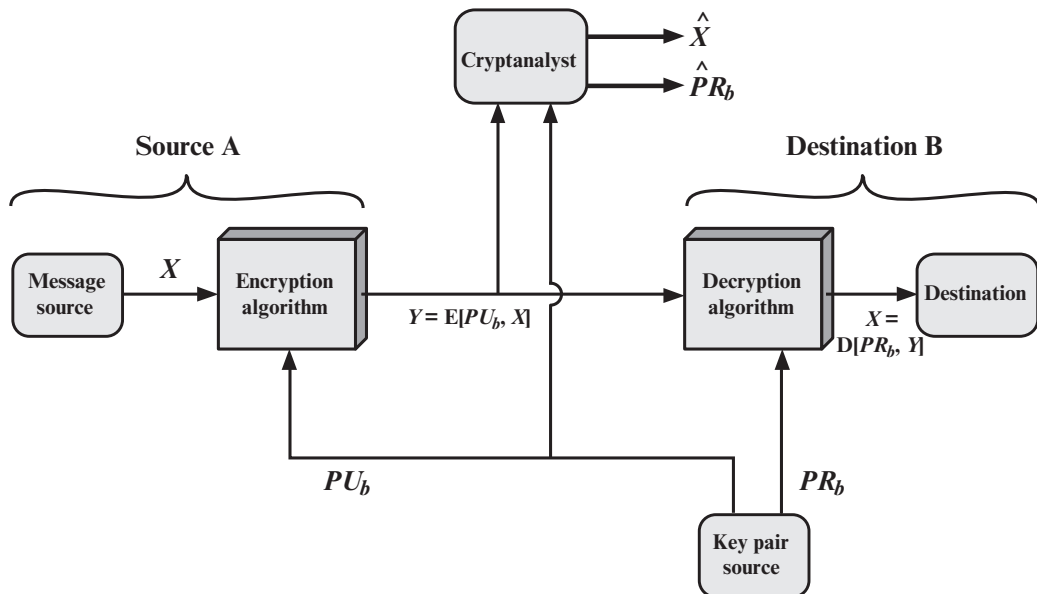 X̂
Cryptanalyst
P̂R_b
Source A
Destination B
Message
source
X
Encryption
algorithm
Y = E[PU_b, X]
Decryption
algorithm
X =
D[PR_b, Y]
Destination
PU_b
PR_b
Key pair
source